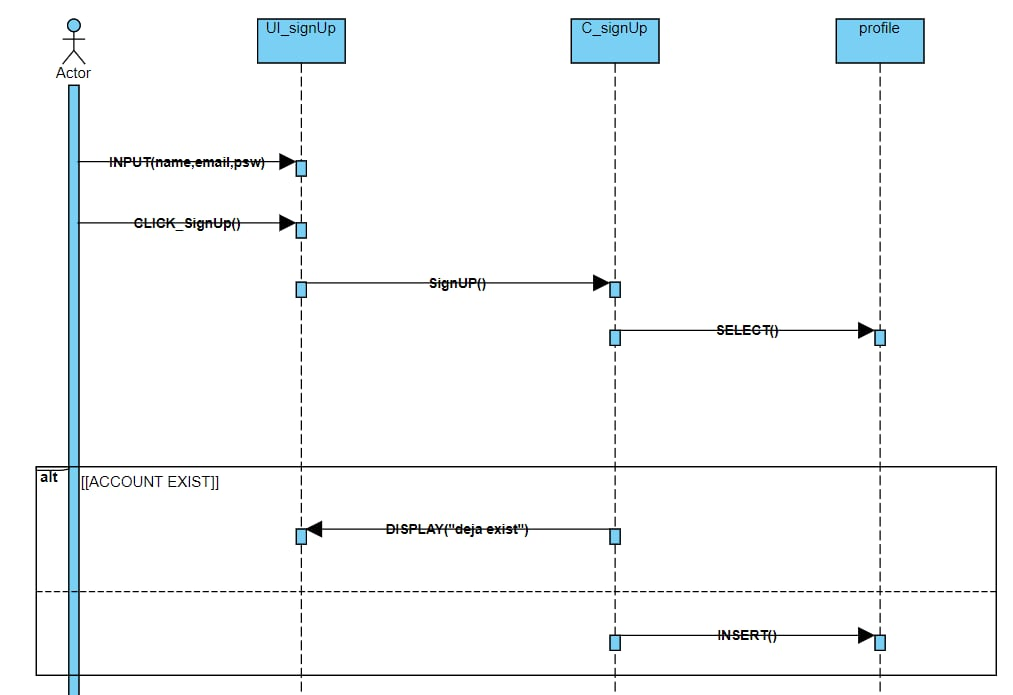 UI_signUp
C_signUp
profile
Actor
INPUT(name,email,psw)
CLICK_SignUp()
SignUP()
SELECT()
alt
[[ACCOUNT EXIST]]
DISPLAY("deja exist")
INSERT()